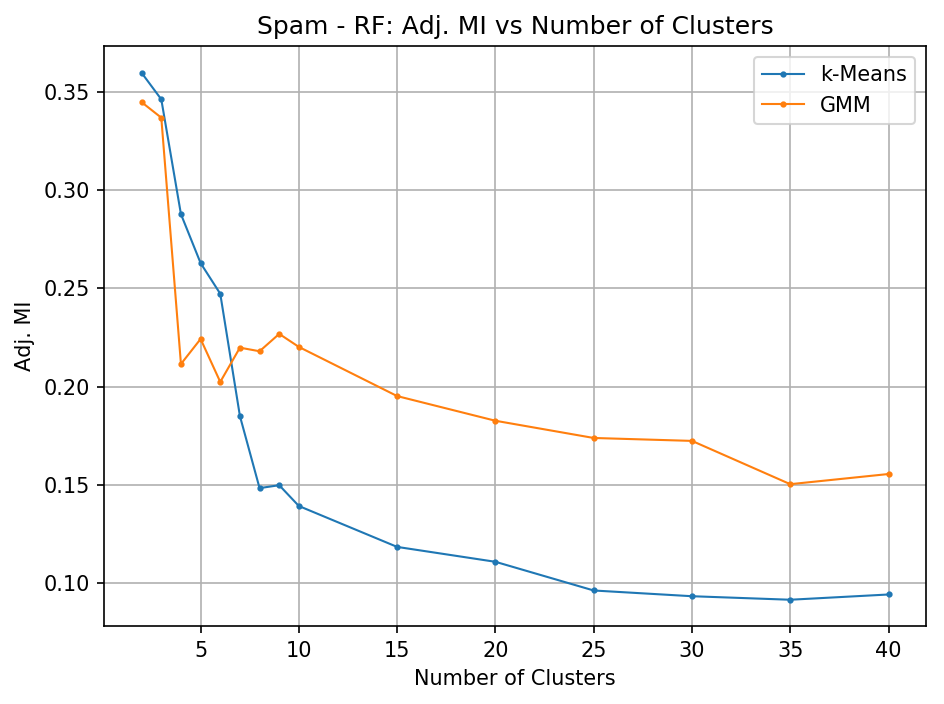 Spam - RF: Adj. MI vs Number of Clusters
k-Means
GMM
0.35
0.30
0.25
0.20
0.15
0.10
Adj. MI
5 10 15 20 25 30 35 40
Number of Clusters